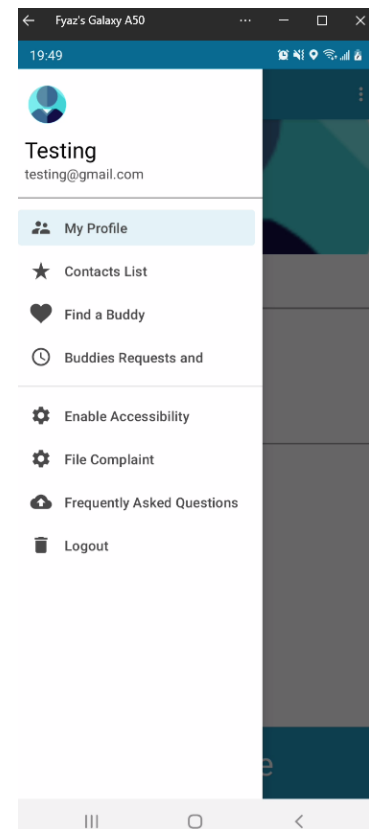 Fyaz's Galaxy A50
19:49
Testing
testing@gmail.com
My Profile
Contacts List
Find a Buddy
Buddies Requests and
Enable Accessibility
File Complaint
Frequently Asked Questions
Logout
e